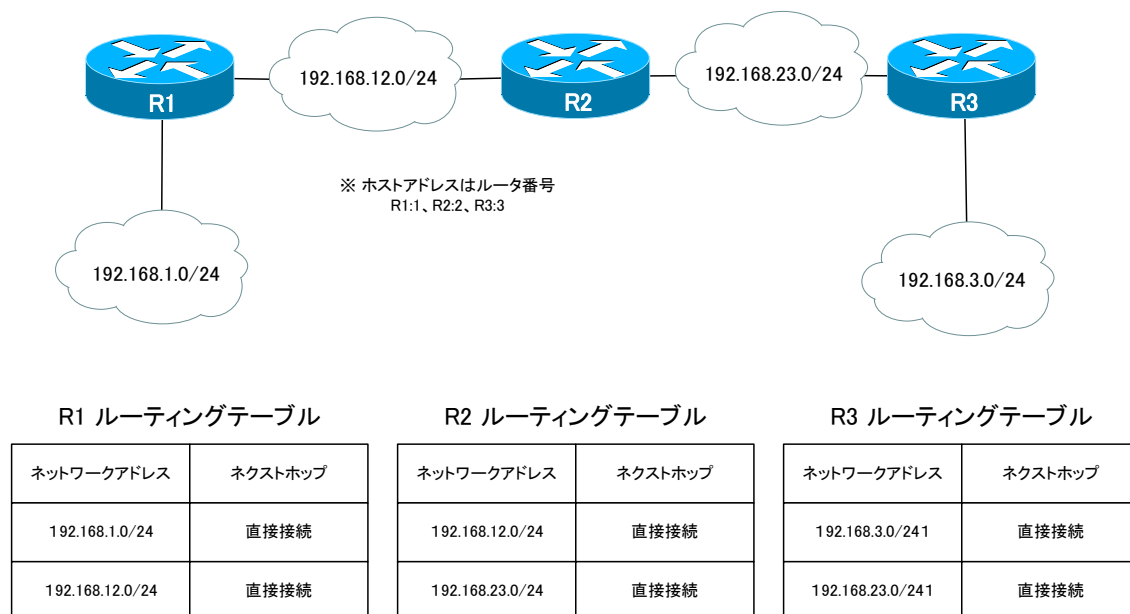 R1
192.168.12.0/24
R2
192.168.23.0/24
R3
※ ホストアドレスはルータ番号
R1:1、R2:2、R3:3
192.168.1.0/24
192.168.3.0/24
R1 ルーティングテーブル
ネットワークアドレス ネクストホップ
192.168.1.0/24 直接接続
192.168.12.0/24 直接接続
R2 ルーティングテーブル
ネットワークアドレス ネクストホップ
192.168.12.0/24 直接接続
192.168.23.0/24 直接接続
R3 ルーティングテーブル
ネットワークアドレス ネクストホップ
192.168.3.0/241 直接接続
192.168.23.0/241 直接接続